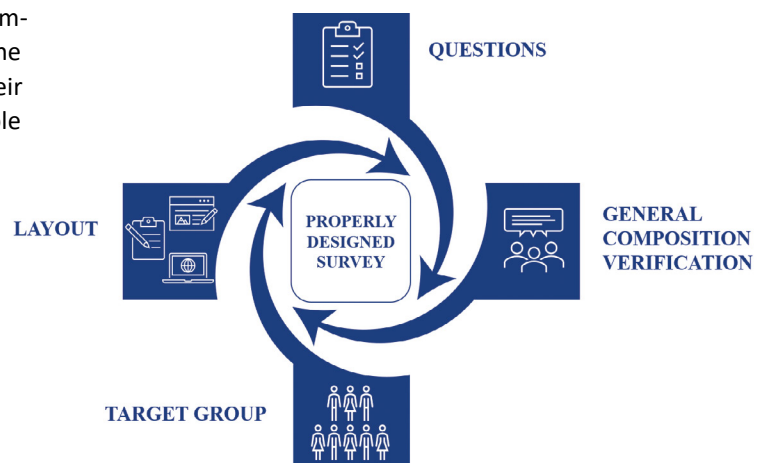 QUESTIONS
LAYOUT
PROPERLY
DESIGNED
SURVEY
GENERAL
COMPOSITION
VERIFICATION
TARGET GROUP